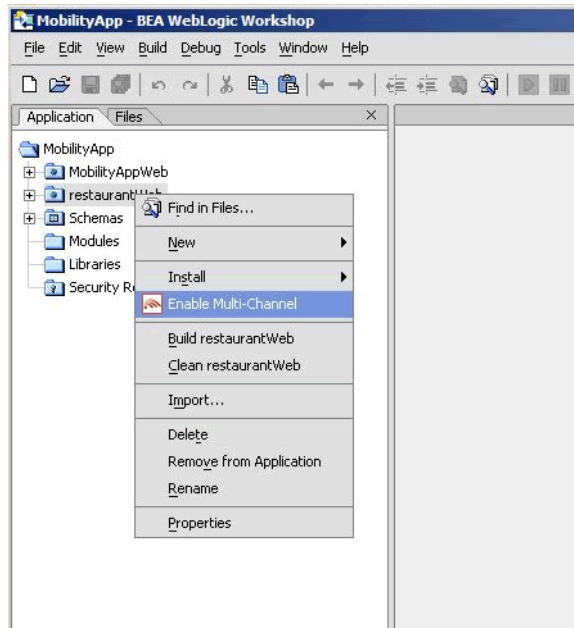 MobilityApp - BEA WebLogic Workshop
File Edit View Build Debug Tools Window Help
Application Files
MobilityApp
MobilityAppWeb
restaurantWeb
Schemas
Modules
Libraries
Security
Find in Files...
New
Install
Enable Multi-Channel
Build restaurantWeb
Clean restaurantWeb
Import...
Delete
Remove from Application
Rename
Properties